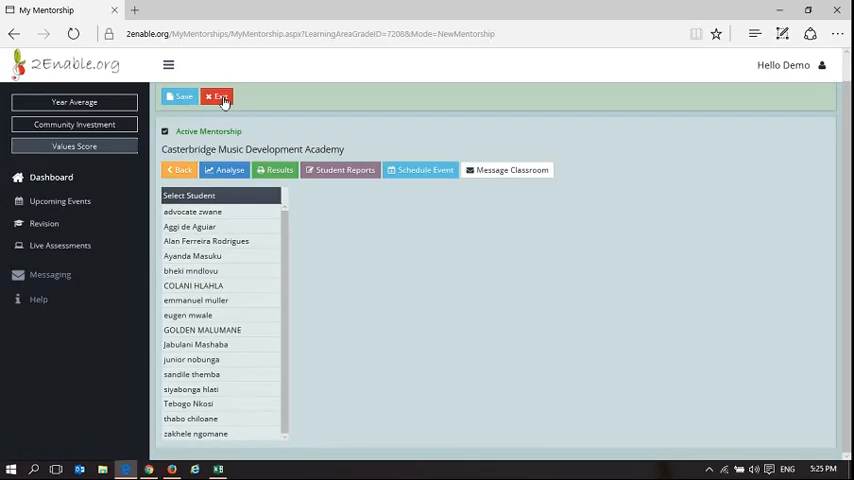 My Mentorship
2enable.org/MyMentorships/MyMentorship.aspx?LearningAreaGradeID=7208&Mode=NewMentorship
2Enable.org
Hello Demo
Year Average
Community Investment
Values Score
Dashboard
Upcoming Events
Revision
Live Assessments
Messaging
Help
Save
Exit
Active Mentorship
Casterbridge Music Development Academy
Back
Analyse
Results
Student Reports
Schedule Event
Message Classroom
Select Student
advocate zwane
Aggi de Aguiar
Alan Ferreira Rodrigues
Ayanda Masuku
bheki mndlovu
COLANI HLAHLA
emmanuel muller
eugen mwale
GOLDEN MALUMANE
Jabulani Mashaba
junior nobunga
sandile themba
siyabonga hlati
Tebogo Nkosi
thabo chiloane
zakhele ngomane
ENG
5:25 PM